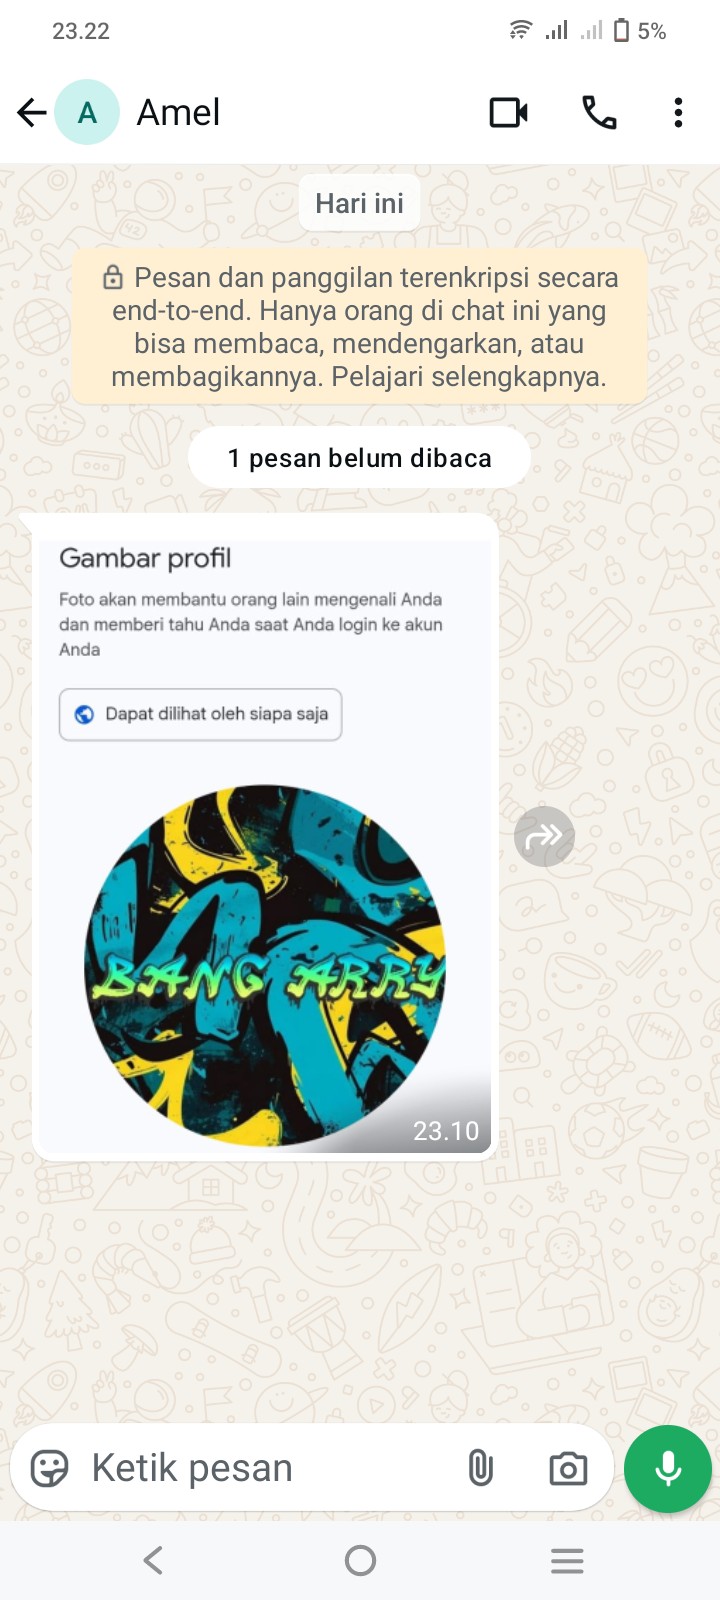 23.22
5%
A
Amel
Hari ini
Pesan dan panggilan terenkripsi secara
end-to-end. Hanya orang di chat ini yang
bisa membaca, mendengarkan, atau
membagikannya. Pelajari selengkapnya.
1 pesan belum dibaca
Gambar profil
Foto akan membantu orang lain mengenali Anda
dan memberi tahu Anda saat Anda login ke akun
Anda
Dapat dilihat oleh siapa saja
BANG ARRY
23.10
Ketik pesan